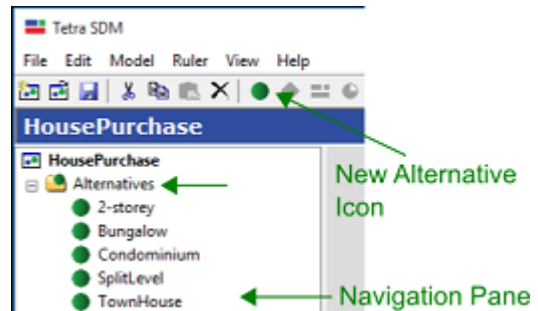 Tetra SDM
File Edit Model Ruler View Help
HousePurchase
HousePurchase
Alternatives
2-storey
Bungalow
Condominium
SplitLevel
TownHouse
New Alternative
Icon
Navigation Pane